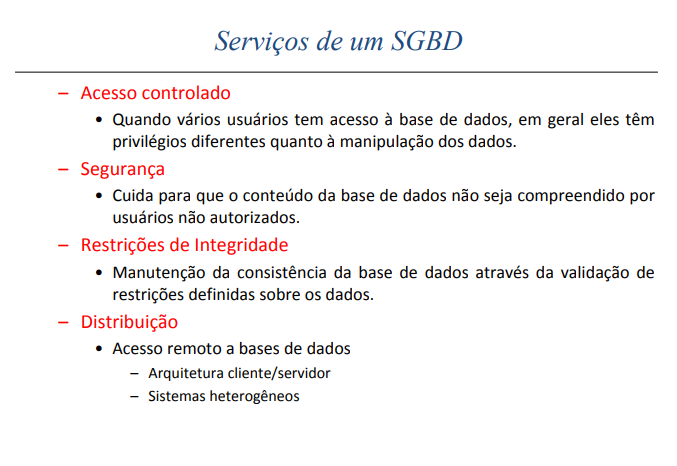 Serviços de um SGBD
– Acesso controlado
• Quando vários usuários tem acesso à base de dados, em geral eles têm
privilégios diferentes quanto à manipulação dos dados.
– Segurança
• Cuida para que o conteúdo da base de dados não seja compreendido por
usuários não autorizados.
– Restrições de Integridade
• Manutenção da consistência da base de dados através da validação de
restrições definidas sobre os dados.
– Distribuição
• Acesso remoto a bases de dados
– Arquitetura cliente/servidor
– Sistemas heterogêneos